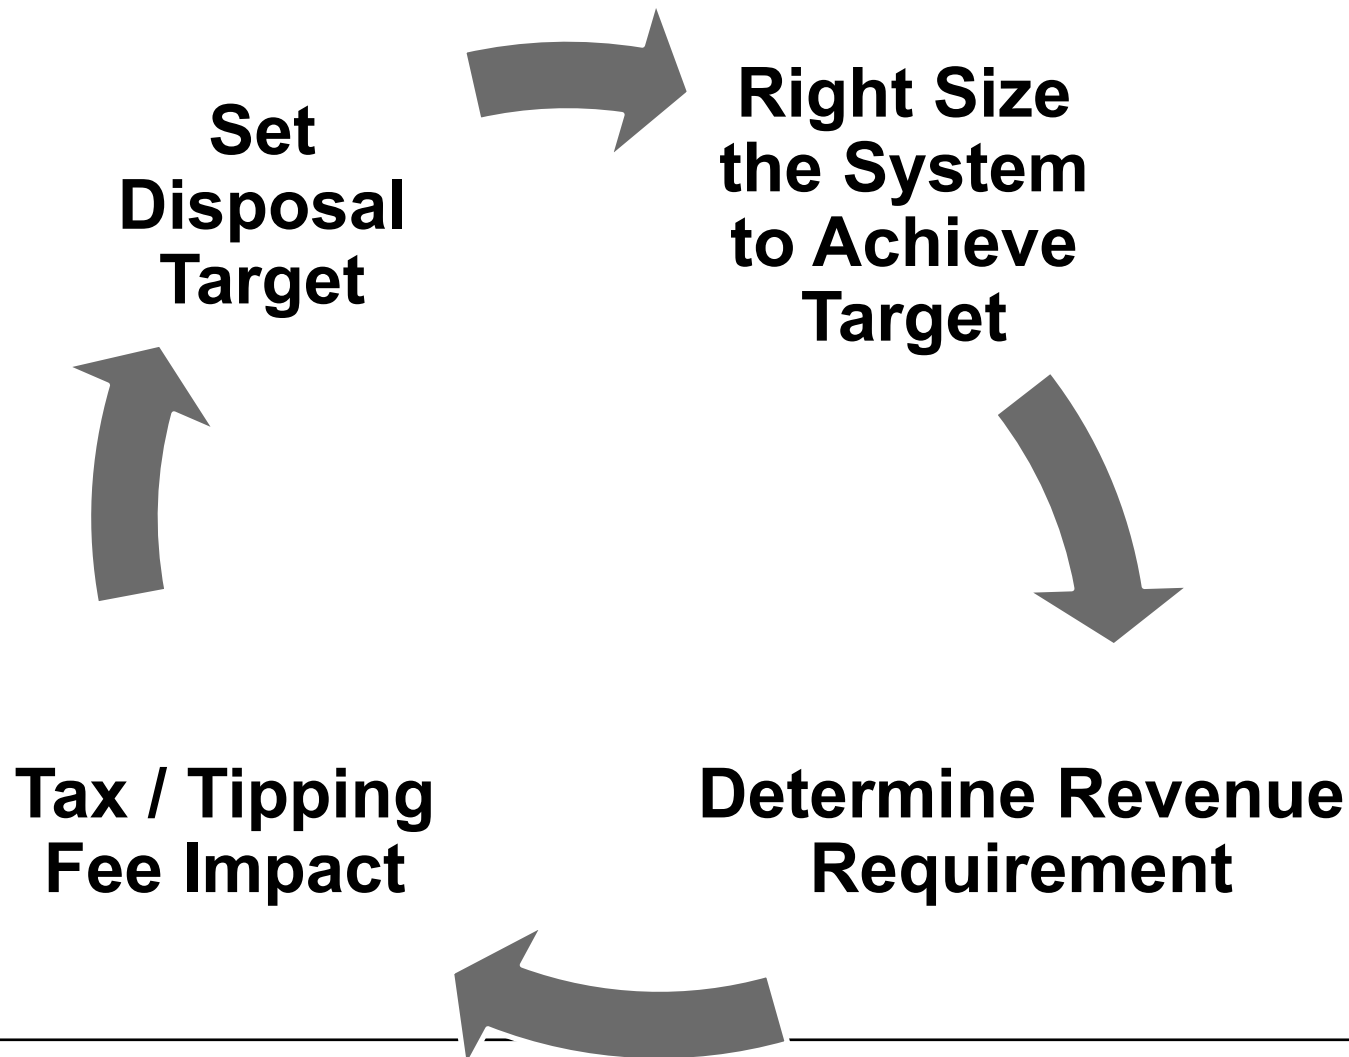 Set
Disposal
Target
Right Size
the System
to Achieve
Target
Determine Revenue
Requirement
Tax / Tipping
Fee Impact